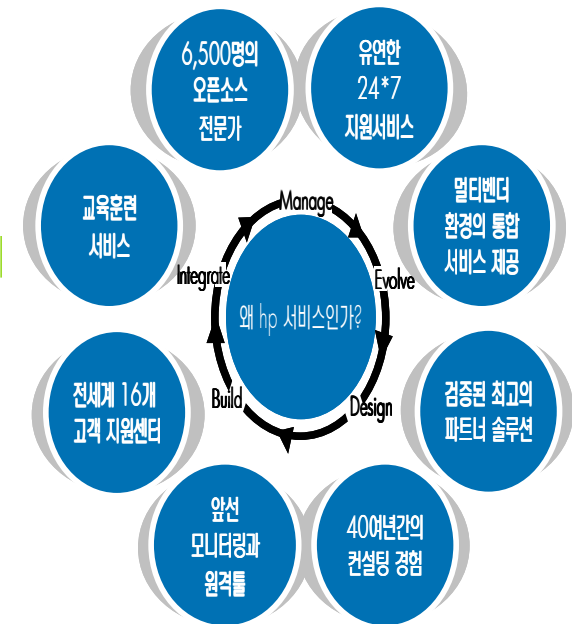 6,500명의
오픈소스
전문가
유연한
24*7
지원서비스
멀티벤더
환경의 통합
서비스 제공
검증된 최고의
파트너 솔루션
40여년간의
컨설팅 경험
앞선
모니터링과
원격툴
전세계 16개
고객 지원센터
교육훈련
서비스
Manage
Evolve
Design
Build
Integrate
왜 hp 서비스인가?